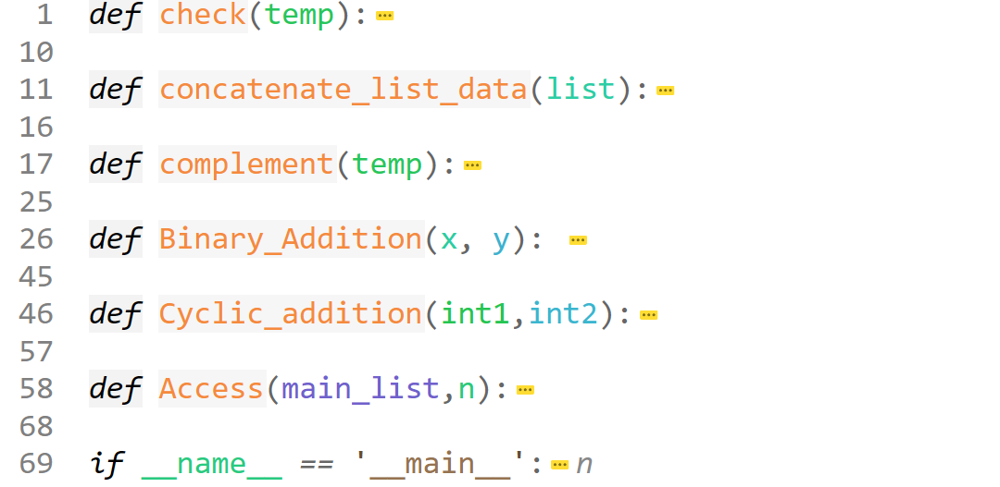 1 def check(temp):…
10
11 def concatenate_list_data(list):…
16
17 def complement(temp):…
25
26 def Binary_Addition(x, y): …
45
46 def Cyclic_addition(int1,int2):…
57
58 def Access(main_list,n):…
68
69 if __name__ == '__main__':…n